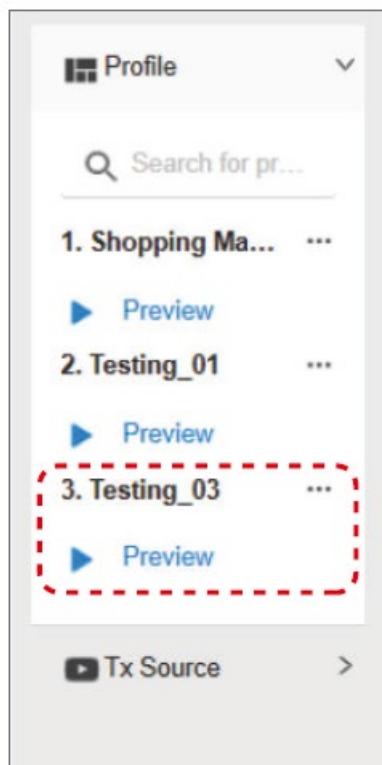 Profile
Search for pr...
1. Shopping Ma... ...
Preview
2. Testing_01 ...
Preview
3. Testing_03 ...
Preview
Tx Source